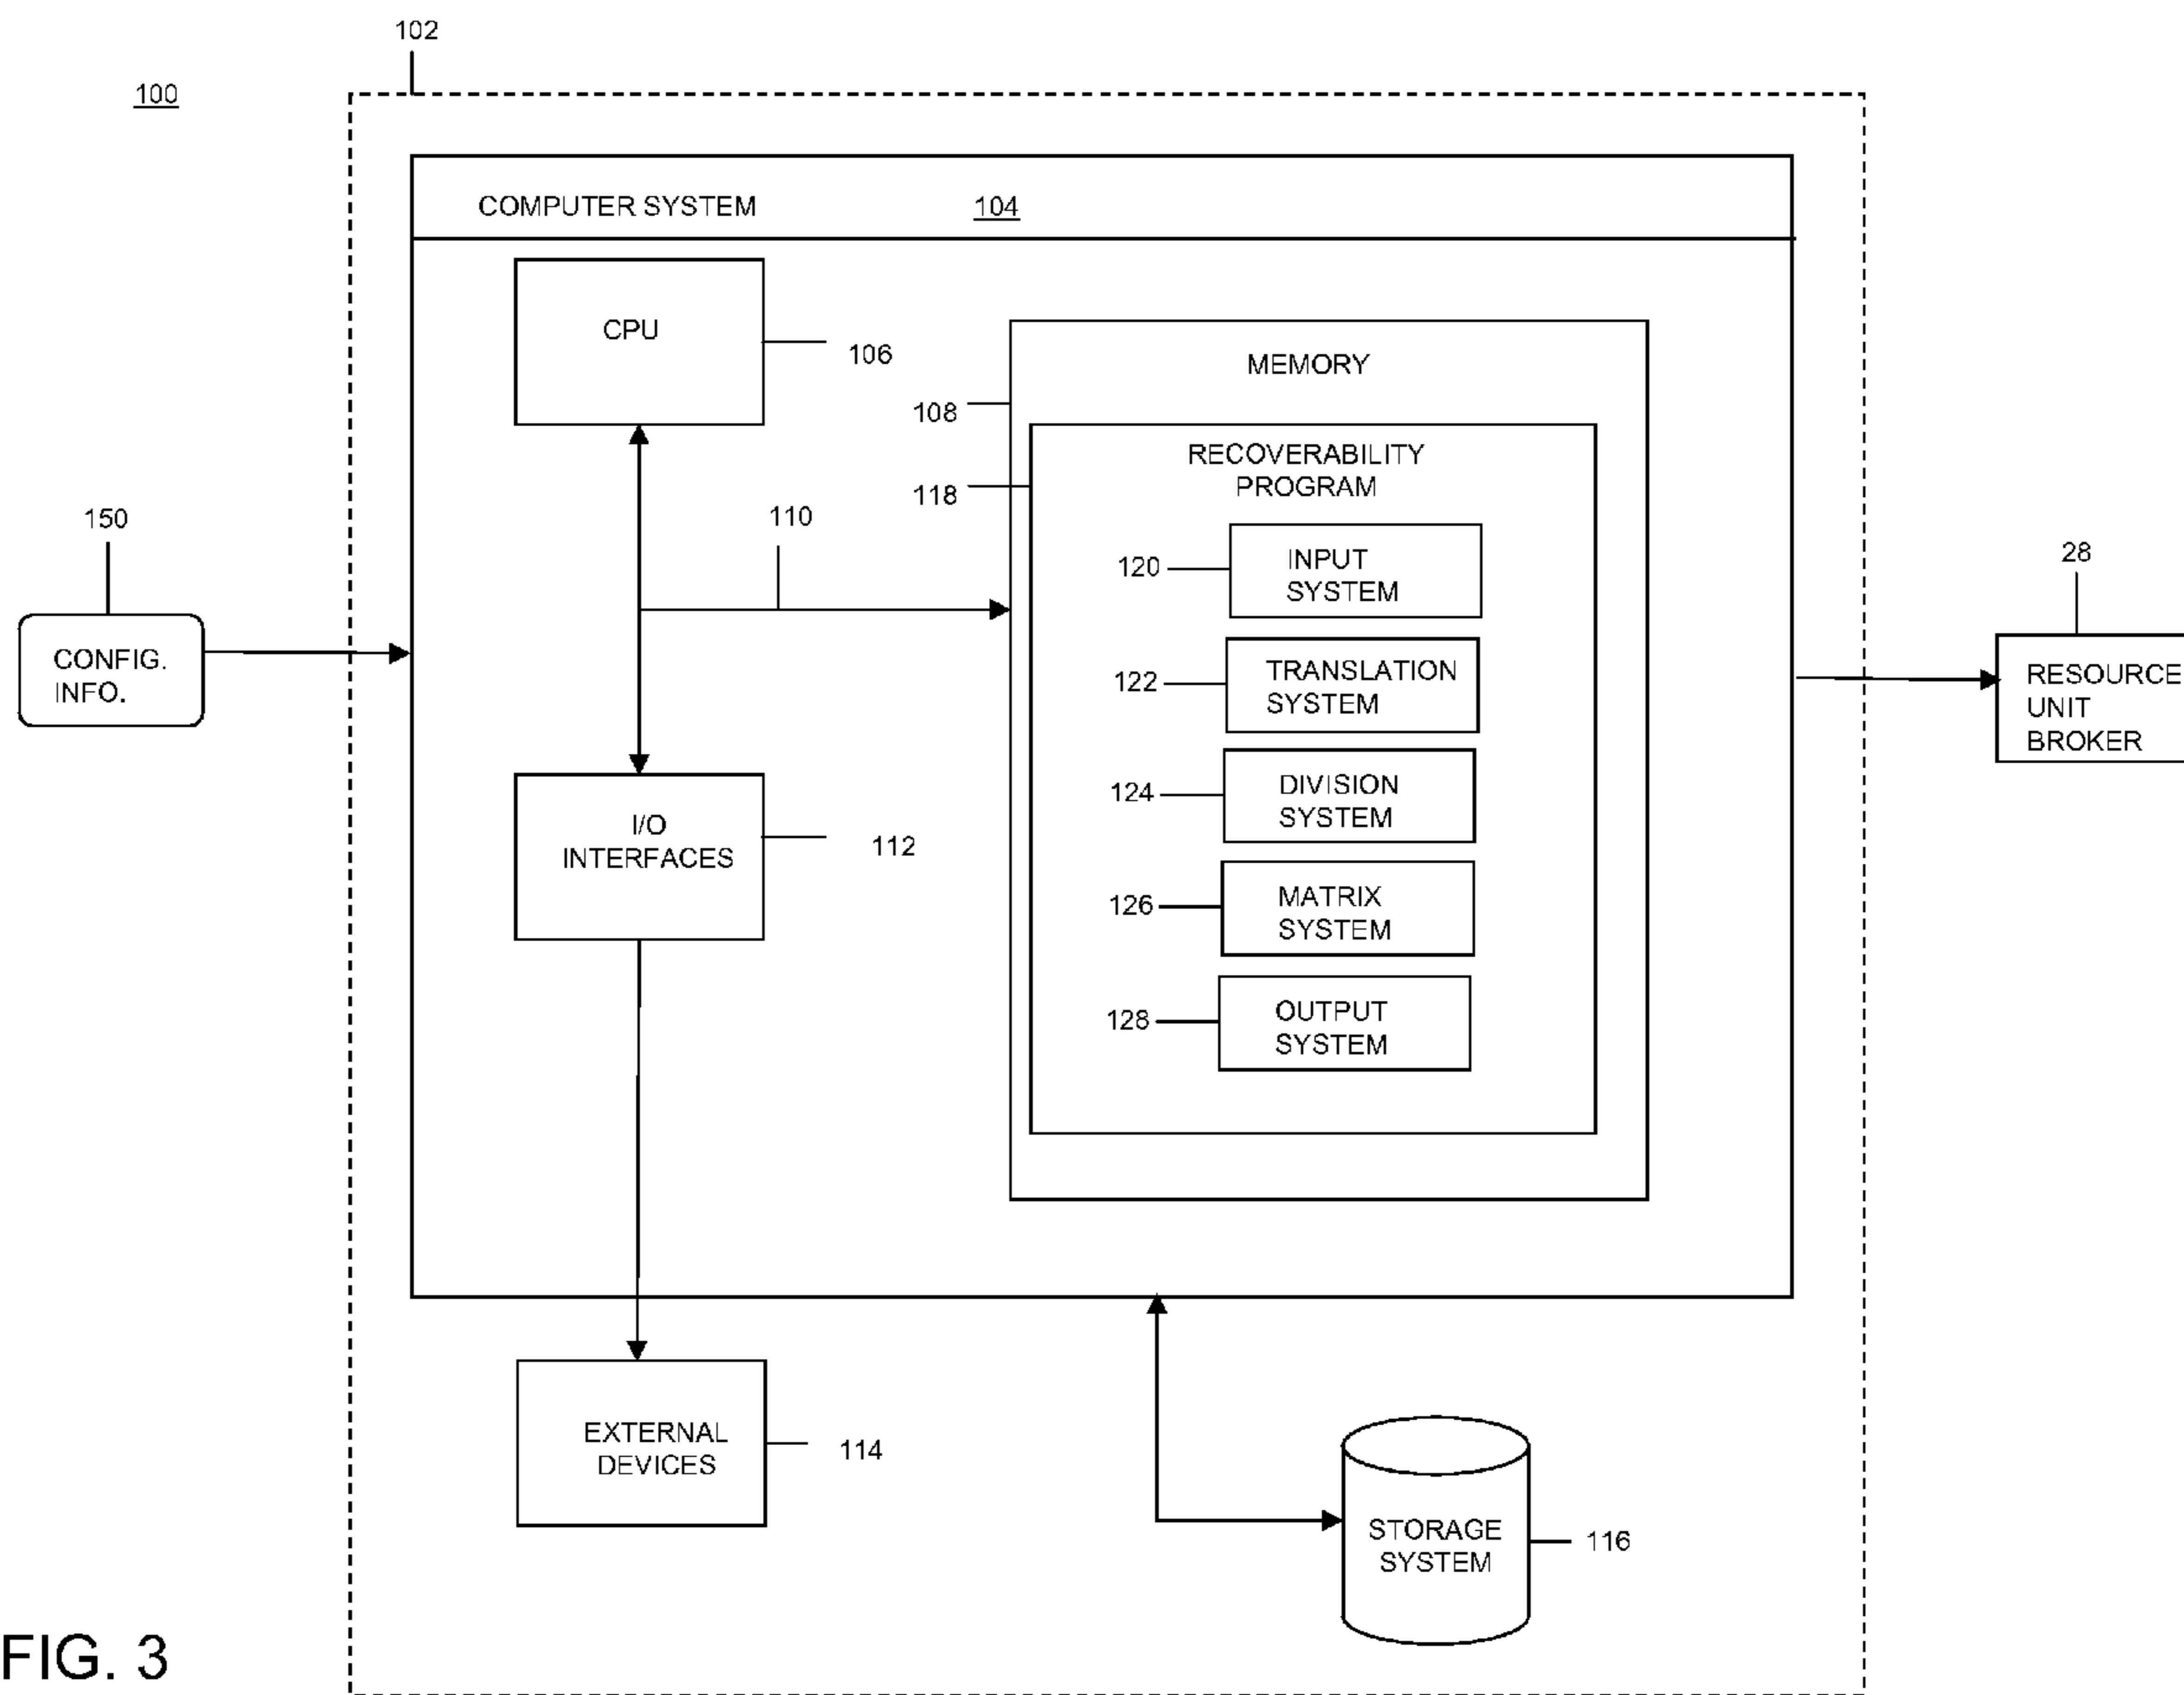 102
100
COMPUTER SYSTEM 104
CPU
106
MEMORY
108
RECOVERABILITY
PROGRAM
118
150
110
INPUT
SYSTEM
120
28
CONFIG.
INFO.
TRANSLATION
SYSTEM
122
RESOURCE
UNIT
BROKER
DIVISION
SYSTEM
124
I/O
INTERFACES
112
MATRIX
SYSTEM
126
OUTPUT
SYSTEM
128
EXTERNAL
DEVICES
114
STORAGE
SYSTEM
116
FIG. 3